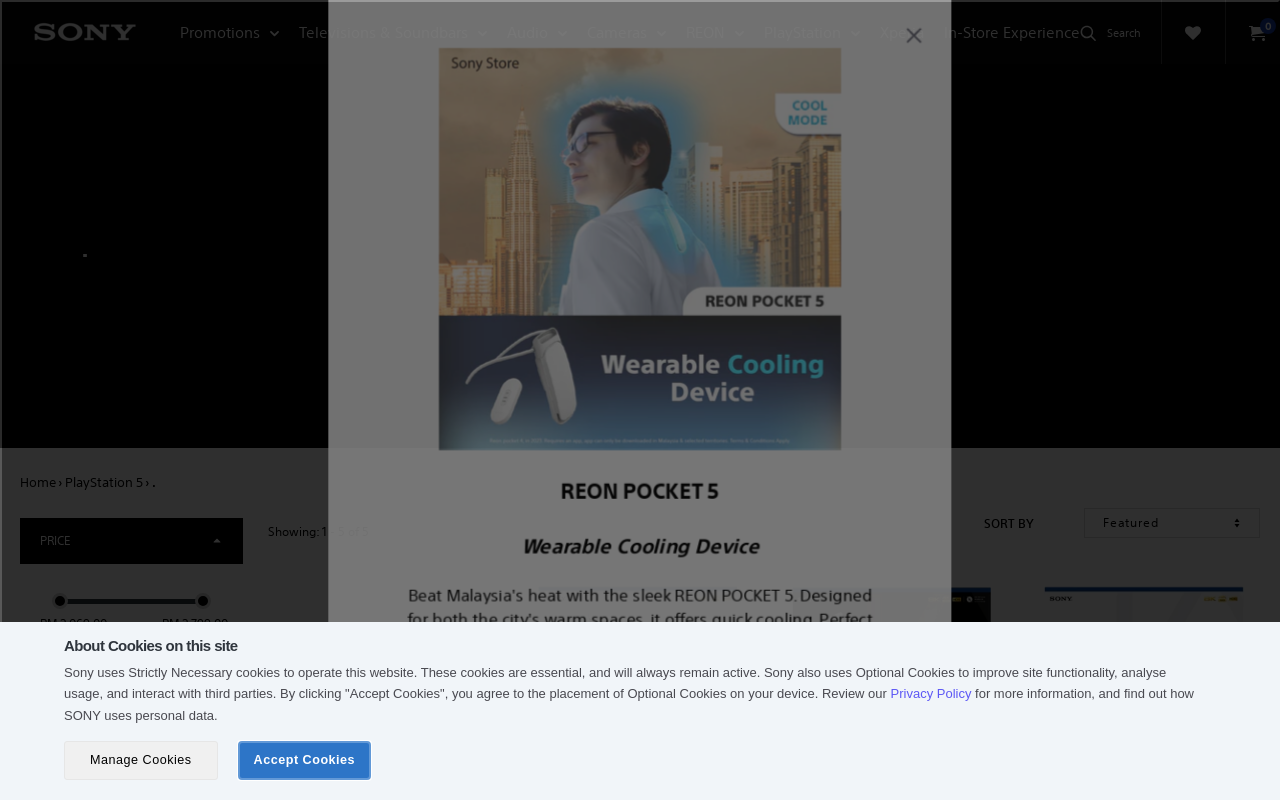 SONY
Promotions
Televisions & Soundbars
Audio
Cameras
REON
PlayStation
In-Store Experience
Search
0
Sony Store
COOL
MODE
REON POCKET 5
Wearable Cooling
Device
REON POCKET 5
Wearable Cooling Device
Beat Malaysia's heat with the sleek REON POCKET 5. Designed
for both the city's warm spaces, it offers quick cooling. Perfect
Home › PlayStation 5 › .
PRICE
Showing: 1
SORT BY
Featured
SONY
About Cookies on this site
Sony uses Strictly Necessary cookies to operate this website. These cookies are essential, and will always remain active. Sony also uses Optional Cookies to improve site functionality, analyse
usage, and interact with third parties. By clicking "Accept Cookies", you agree to the placement of Optional Cookies on your device. Review our Privacy Policy for more information, and find out how
SONY uses personal data.
Manage Cookies
Accept Cookies